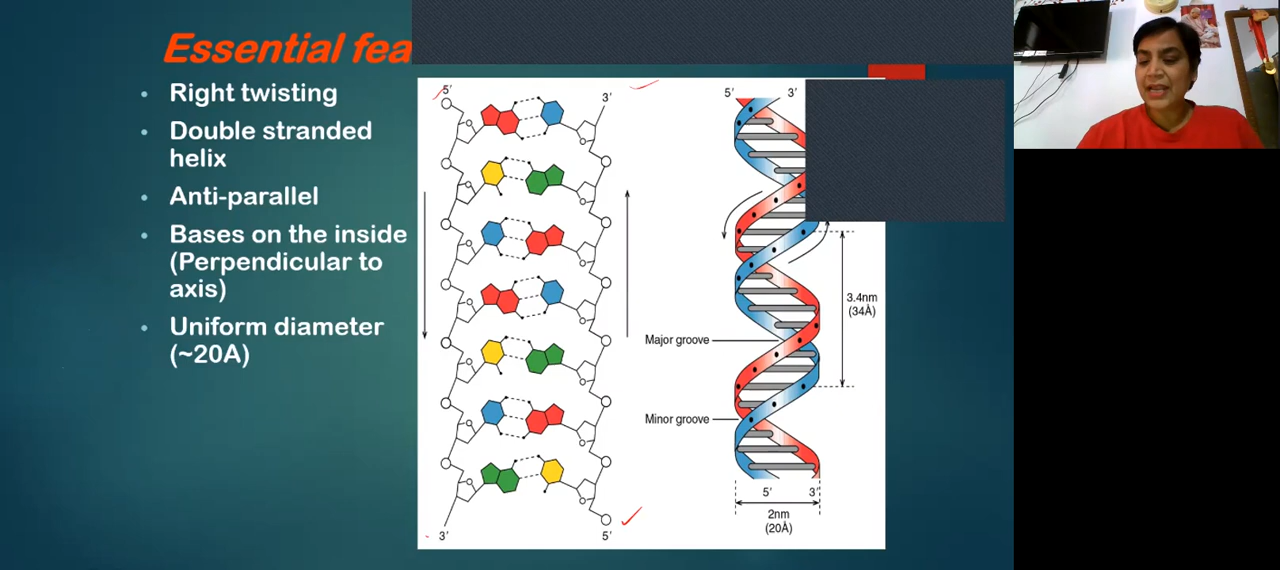 Essential fea
Right twisting
Double stranded
helix
Anti-parallel
Bases on the inside
(Perpendicular to
axis)
Uniform diameter
(~20A)
5′
3′
3′
5′
5′ 3′
3.4nm
(34Å)
Major groove
Minor groove
5′ 3′
2nm
(20Å)